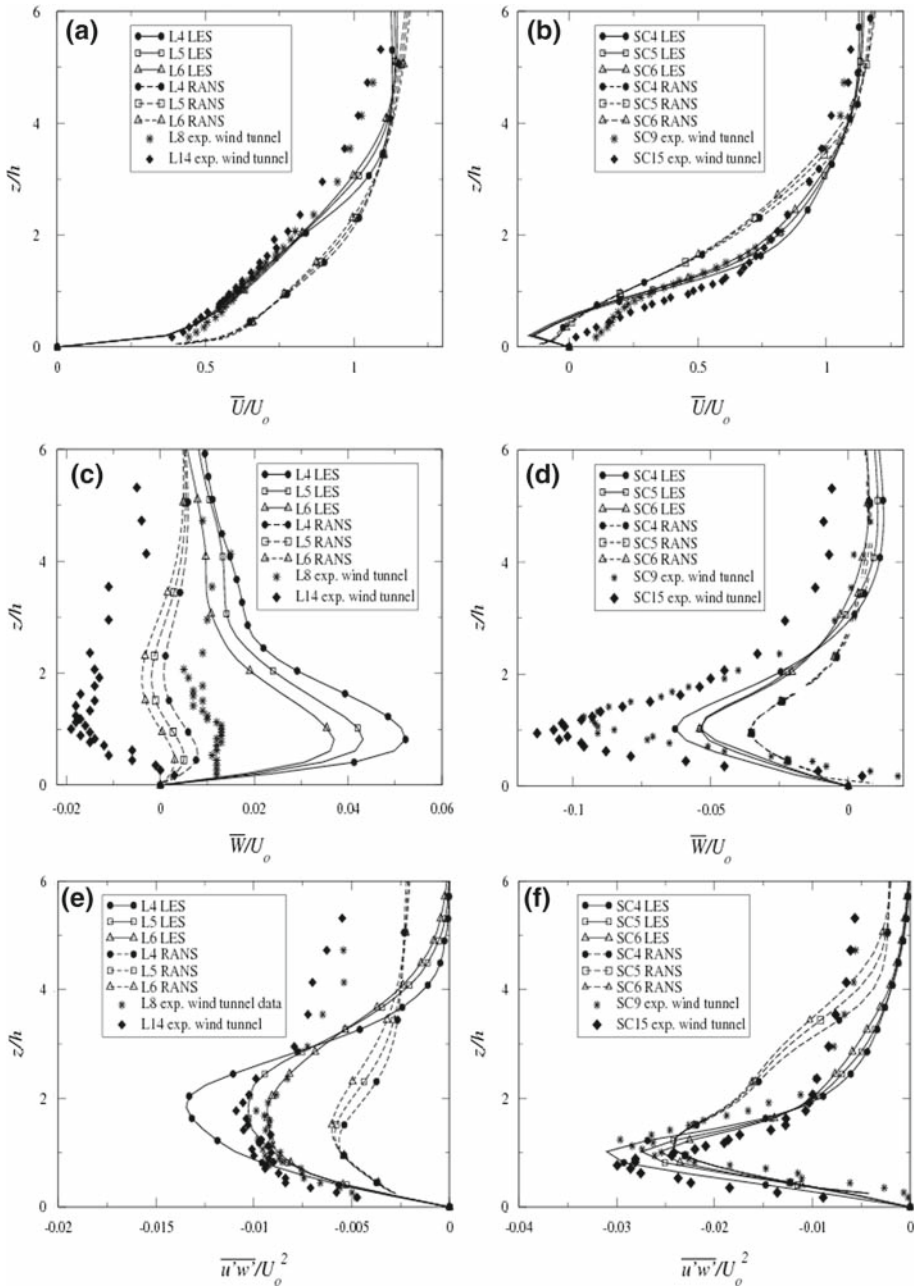 (a)
L4 LES
L5 LES
L6 LES
L4 RANS
L5 RANS
L6 RANS
L8 exp. wind tunnel
L14 exp. wind tunnel
z/h
6
4
2
0
0
0.5
1
U̅/Uₒ
(b)
SC4 LES
SC5 LES
SC6 LES
SC4 RANS
SC5 RANS
SC6 RANS
SC9 exp. wind tunnel
SC15 exp. wind tunnel
z/h
6
4
2
0
0
0.5
1
U̅/Uₒ
(c)
L4 LES
L5 LES
L6 LES
L4 RANS
L5 RANS
L6 RANS
L8 exp. wind tunnel
L14 exp. wind tunnel
z/h
6
4
2
0
-0.02
0
0.02
0.04
0.06
W̅/Uₒ
(d)
SC4 LES
SC5 LES
SC6 LES
SC4 RANS
SC5 RANS
SC6 RANS
SC9 exp. wind tunnel
SC15 exp. wind tunnel
z/h
6
4
2
0
-0.1
-0.05
0
W̅/Uₒ
(e)
L4 LES
L5 LES
L6 LES
L4 RANS
L5 RANS
L6 RANS
L8 exp. wind tunnel data
L14 exp. wind tunnel
z/h
6
4
2
0
-0.02
-0.015
-0.01
-0.005
0
u̅'̅w̅'̅/Uₒ²
(f)
SC4 LES
SC5 LES
SC6 LES
SC4 RANS
SC5 RANS
SC6 RANS
SC9 exp. wind tunnel
SC15 exp. wind tunnel
z/h
6
4
2
0
-0.04
-0.03
-0.02
-0.01
0
u̅'̅w̅'̅/Uₒ²